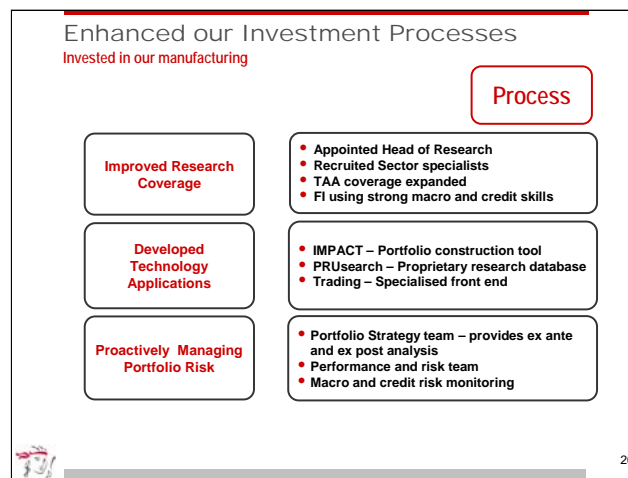 Enhanced our Investment Processes
Invested in our manufacturing
Process
Improved Research
Coverage
• Appointed Head of Research
• Recruited Sector specialists
• TAA coverage expanded
• FI using strong macro and credit skills
Developed
Technology
Applications
• IMPACT – Portfolio construction tool
• PRUsearch – Proprietary research database
• Trading – Specialised front end
Proactively Managing
Portfolio Risk
• Portfolio Strategy team – provides ex ante
and ex post analysis
• Performance and risk team
• Macro and credit risk monitoring